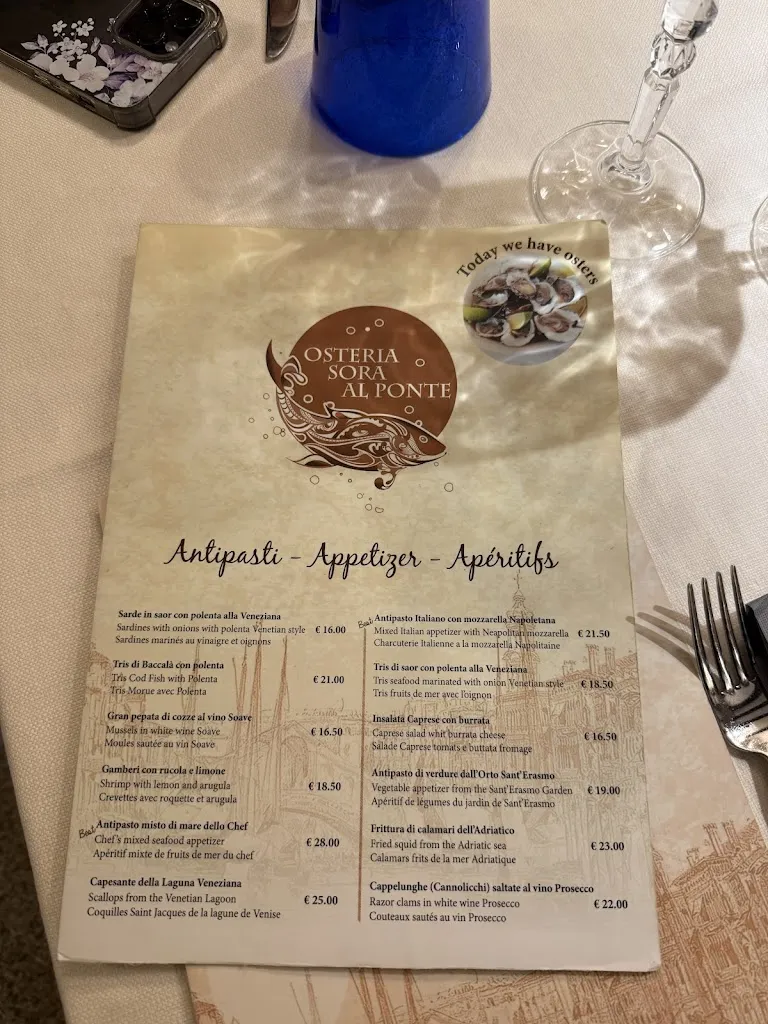 Today we have osters
OSTERIA
SORA
AL PONTE
Antipasti - Appetizer - Apéritifs
Sarde in saor con polenta alla Veneziana
Sardines with onions with polenta Venetian style € 16.00
Sardines marinés au vinaigre et oignons
Tris di Baccalà con polenta
Tris Cod Fish with Polenta € 21.00
Tris Morue avec Polenta
Gran pepata di cozze al vino Soave
Mussels in white wine Soave € 16.50
Moules sautée au vin Soave
Gamberi con rucola e limone
Shrimp with lemon and arugula € 18.50
Crevettes avec roquette et arugula
Best Antipasto misto di mare dello Chef
Chef's mixed seafood appetizer € 28.00
Apéritif mixte de fruits de mer du chef
Capesante della Laguna Veneziana
Scallops from the Venetian Lagoon € 25.00
Coquilles Saint Jacques de la lagune de Venise
Best Antipasto Italiano con mozzarella Napoletana
Mixed Italian appetizer with Neapolitan mozzarella € 21.50
Charcuterie Italienne a la mozzarella Napolitaine
Tris di saor con polenta alla Veneziana
Tris seafood marinated with onion Venetian style € 18.50
Tris fruits de mer avec l'oignon
Insalata Caprese con burrata
Caprese salad whit burrata cheese € 16.50
Salade Caprese tomats e buttata fromage
Antipasto di verdure dall'Orto Sant'Erasmo
Vegetable appetizer from the Sant'Erasmo Garden € 19.00
Apéritif de légumes du jardin de Sant'Erasmo
Frittura di calamari dell'Adriatico
Fried squid from the Adriatic sea € 23.00
Calamars frits de la mer Adriatique
Cappelunghe (Cannolicchi) saltate al vino Prosecco
Razor clams in white wine Prosecco € 22.00
Couteaux sautés au vin Prosecco